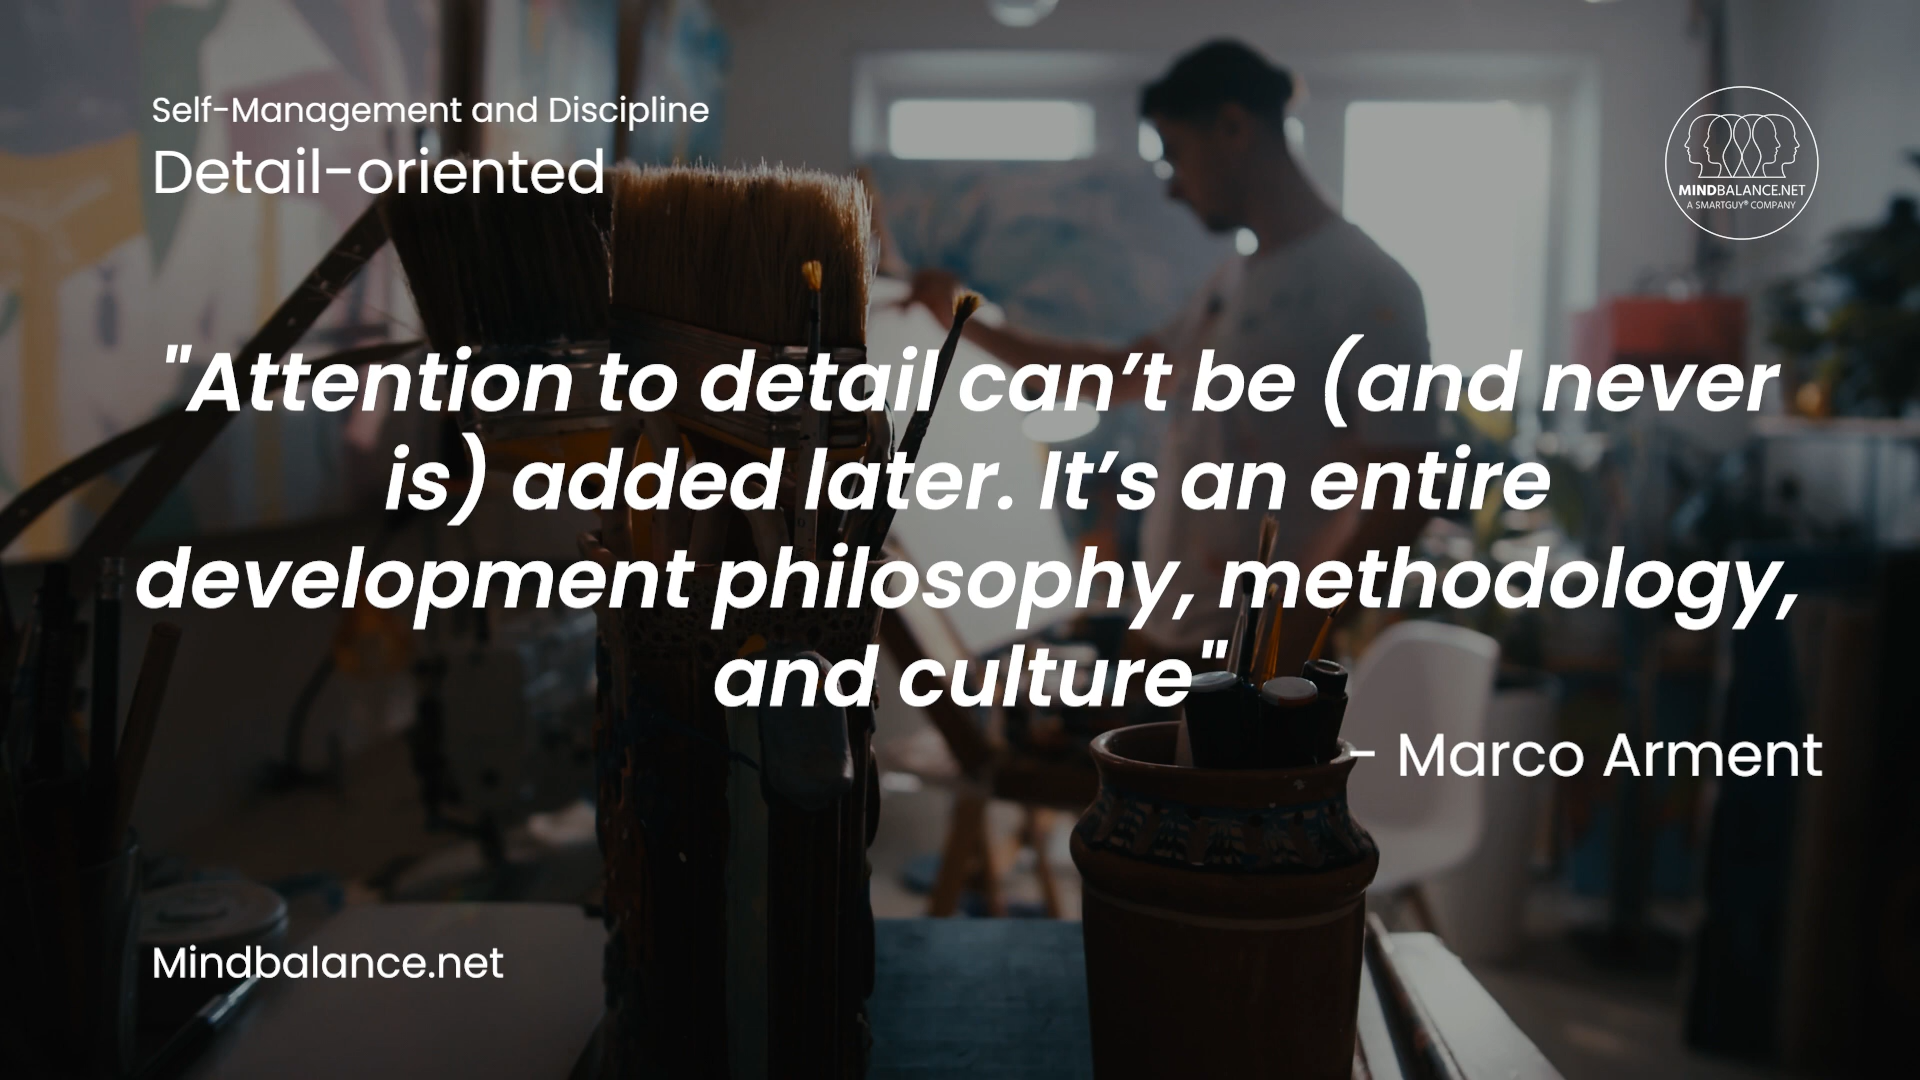 Self-Management and Discipline
Detail-oriented
MINDBALANCE.NET
A SMARTGUY® COMPANY
"Attention to detail can’t be (and never
is) added later. It’s an entire
development philosophy, methodology,
and culture"
- Marco Arment
Mindbalance.net